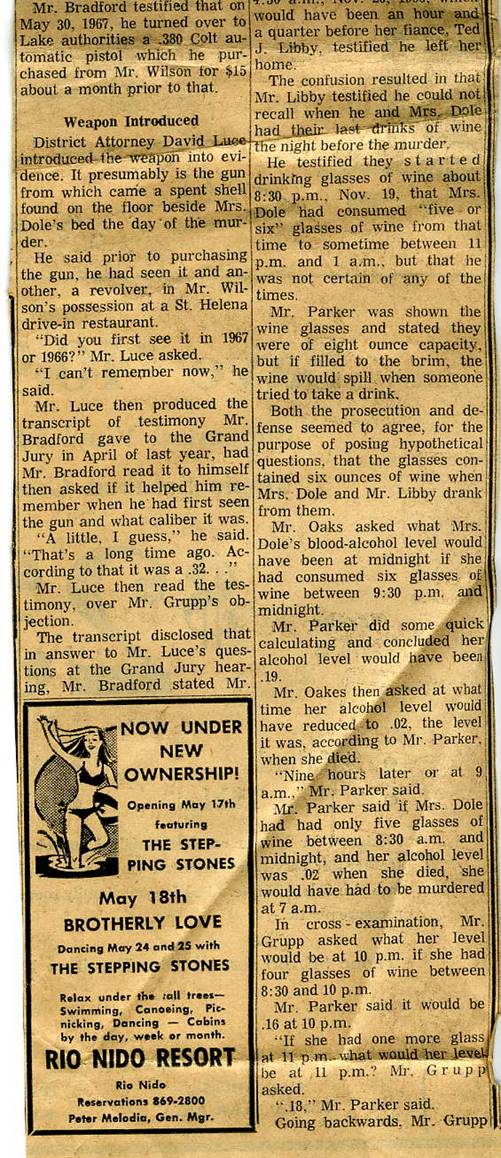 Mr. Bradford testified that on
May 30, 1967, he turned over to
Lake authorities a .380 Colt au-
tomatic pistol which he pur-
chased from Mr. Wilson for $15
about a month prior to that.
Weapon Introduced
District Attorney David Luce
introduced the weapon into evi-
dence. It presumably is the gun
from which came a spent shell
found on the floor beside Mrs.
Dole's bed the day of the mur-
der.
He said prior to purchasing
the gun, he had seen it and an-
other, a revolver, in Mr. Wil-
son's possession at a St. Helena
drive-in restaurant.
"Did you first see it in 1967
or 1966?" Mr. Luce asked.
"I can't remember now," he
said.
Mr. Luce then produced the
transcript of testimony Mr.
Bradford gave to the Grand
Jury in April of last year, had
Mr. Bradford read it to himself
then asked if it helped him re-
member when he had first seen
the gun and what caliber it was.
"A little, I guess," he said.
"That's a long time ago. Ac-
cording to that it was a .32. . ."
Mr. Luce then read the tes-
timony, over Mr. Grupp's ob-
jection.
The transcript disclosed that
in answer to Mr. Luce's ques-
tions at the Grand Jury hear-
ing, Mr. Bradford stated Mr.
NOW UNDER
NEW
OWNERSHIP!
Opening May 17th
featuring
THE STEP-
PING STONES
May 18th
BROTHERLY LOVE
Dancing May 24 and 25 with
THE STEPPING STONES
Relax under the tall trees—
Swimming, Canoeing, Pic-
nicking, Dancing — Cabins
by the day, week or month.
RIO NIDO RESORT
Rio Nido
Reservations 869-2800
Peter Melodia, Gen. Mgr.
would have been an hour and
a quarter before her fiance, Ted
J. Libby, testified he left her
home.
The confusion resulted in that
Mr. Libby testified he could not
recall when he and Mrs. Dole
had their last drinks of wine
the night before the murder.
He testified they started
drinking glasses of wine about
8:30 p.m., Nov. 19, that Mrs.
Dole had consumed "five or
six" glasses of wine from that
time to sometime between 11
p.m. and 1 a.m., but that he
was not certain of any of the
times.
Mr. Parker was shown the
wine glasses and stated they
were of eight ounce capacity,
but if filled to the brim, the
wine would spill when someone
tried to take a drink.
Both the prosecution and de-
fense seemed to agree, for the
purpose of posing hypothetical
questions, that the glasses con-
tained six ounces of wine when
Mrs. Dole and Mr. Libby drank
from them.
Mr. Oaks asked what Mrs.
Dole's blood-alcohol level would
have been at midnight if she
had consumed six glasses of
wine between 9:30 p.m. and
midnight.
Mr. Parker did some quick
calculating and concluded her
alcohol level would have been
.19.
Mr. Oakes then asked at what
time her alcohol level would
have reduced to .02, the level
it was, according to Mr. Parker,
when she died.
"Nine hours later or at 9
a.m.," Mr. Parker said.
Mr. Parker said if Mrs. Dole
had had only five glasses of
wine between 8:30 a.m. and
midnight, and her alcohol level
was .02 when she died, she
would have had to be murdered
at 7 a.m.
In cross-examination, Mr.
Grupp asked what her level
would be at 10 p.m. if she had
four glasses of wine between
8:30 and 10 p.m.
Mr. Parker said it would be
.16 at 10 p.m.
"If she had one more glass
at 11 p.m. what would her level
be at 11 p.m.? Mr. Grupp
asked.
".18," Mr. Parker said.
Going backwards, Mr. Grupp